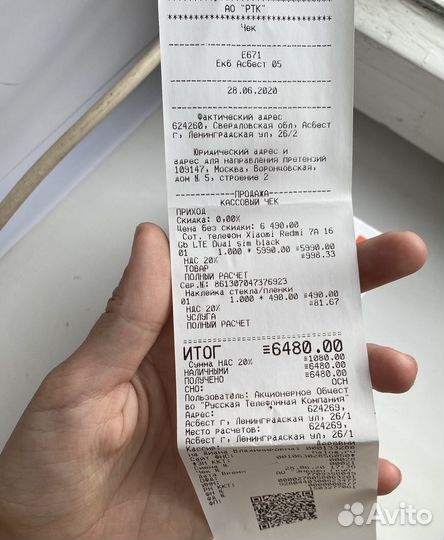 АО "РТК"
Чек
E671
Екб Асбест 05
28.06.2020
Фактический адрес
624260, Свердловская обл, Асбест
г, Ленинградская ул, 26/2
Юридический адрес и
адрес для направления претензий
109147, Москва, Воронцовская,
дом № 5, строение 2
ПРОДАЖА
КАССОВЫЙ ЧЕК
ПРИХОД
Скидка: 0,00%
Цена без скидки: 6 490,00
Сот. телефон Xiaomi Redmi 7A 16
Gb LTE Dual sim black
01 1.000 * 5990.00 =5990.00
НДС 20% =998.33
ТОВАР
ПОЛНЫЙ РАСЧЕТ
Сер.№: 861307047376923
Наклейка стекла/пленки
01 1.000 * 490.00 =490.00
НДС 20% =81.67
УСЛУГА
ПОЛНЫЙ РАСЧЕТ
ИТОГ =6480.00
Сумма НДС 20% =1080.00
НАЛИЧНЫМИ =6480.00
ПОЛУЧЕНО =6480.00
СНО: ОСН
Пользователь: Акционерное Общест
во "Русская Телефонная Компания"
Адрес: 624269,
Асбест г, Ленинградская ул, 26/1
Место расчетов: 624269,
Асбест г, Ленинградская ул, 26/1
Кассир:
Avito